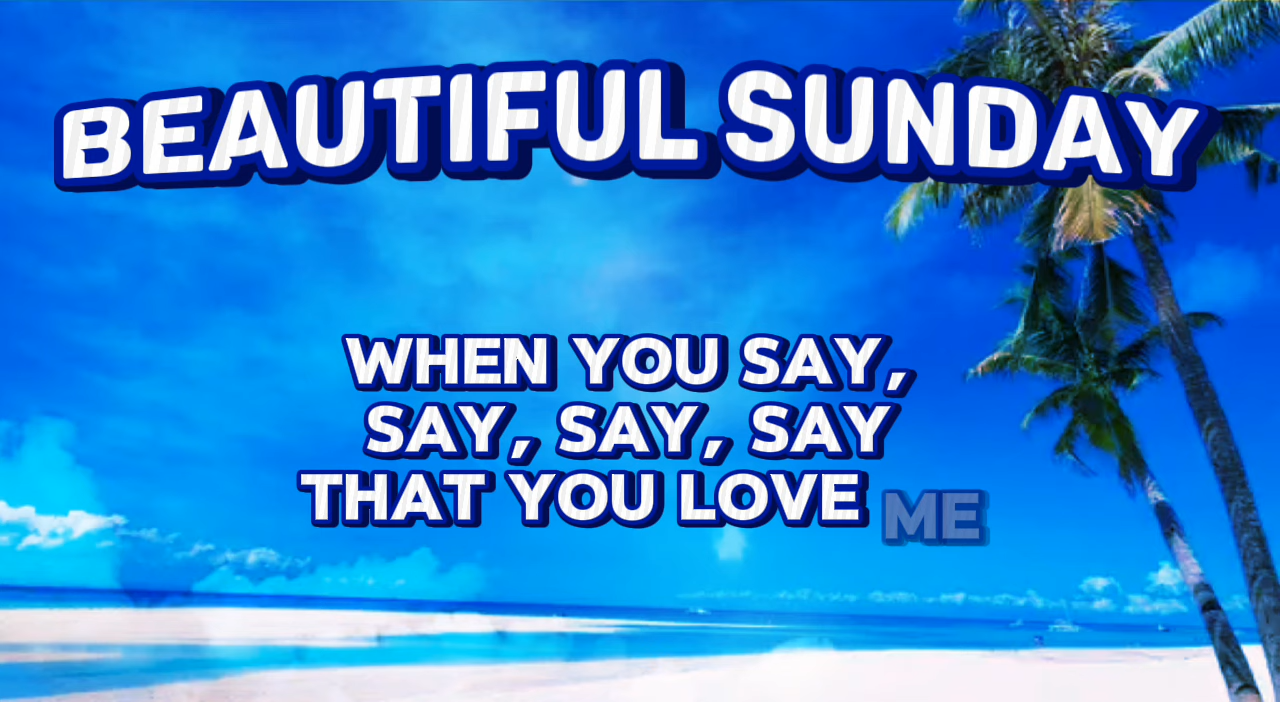 BEAUTIFUL SUNDAY
WHEN YOU SAY,
SAY, SAY, SAY
THAT YOU LOVE ME